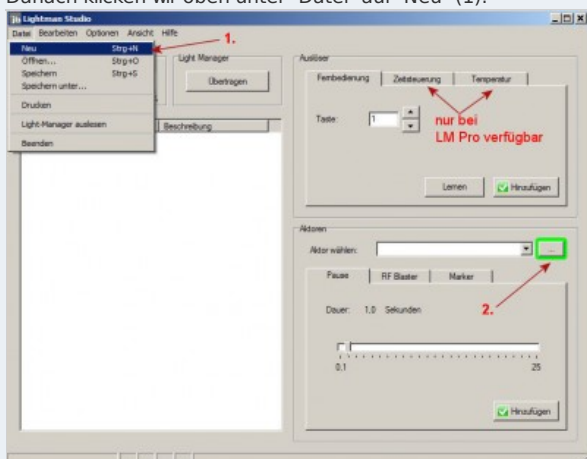 Danach klicken wir oben unter "Datei" auf "Neu" (1).
Lightman Studio
Datei Bearbeiten Optionen Ansicht Hilfe
Neu Strg+N
Öffnen... Strg+O
Speichern Strg+S
Speichern unter...
Drucken
Light-Manager auslesen
Beenden
1.
Light Manager
Übertragen
Beschreibung
Auslöser
Fernbedienung Zeitsteuerung Temperatur
Taste: 1
nur bei
LM Pro verfügbar
Lernen Hinzufügen
Aktoren
Aktor wählen: ...
Pause RF Blaster Marker
2.
Dauer: 1,0 Sekunden
0,1 25
Hinzufügen